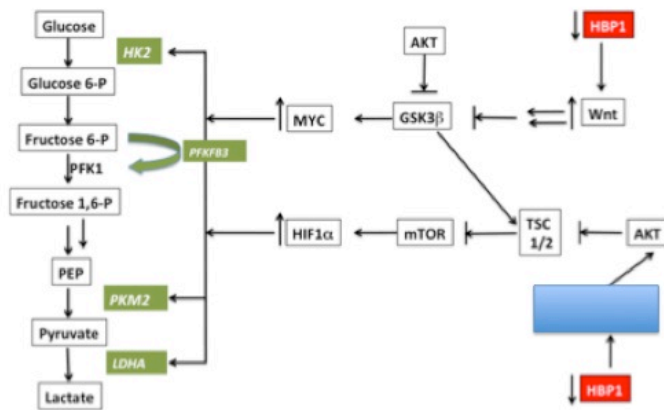 Glucose
HK2
AKT
HBP1
Glucose 6-P
MYC
GSK3β
Wnt
Fructose 6-P
PFKFB3
PFK1
Fructose 1,6-P
HIF1α
mTOR
TSC
1/2
AKT
PEP
PKM2
Pyruvate
LDHA
HBP1
Lactate